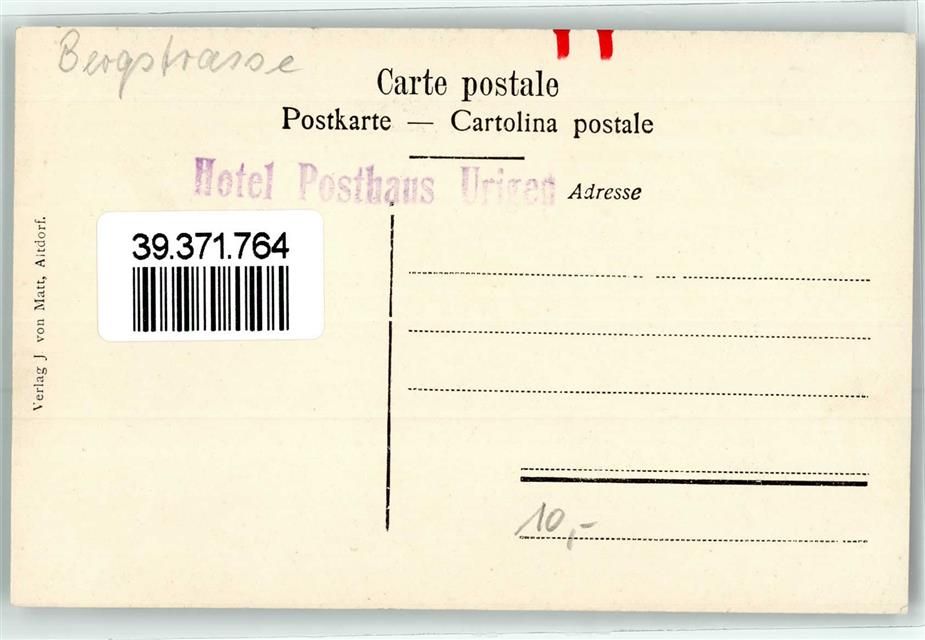 Bergstrasse
Carte postale
Postkarte — Cartolina postale
Hotel Posthaus Urigen
Adresse
39.371.764
Verlag J von Matt, Altdorf.
10,-